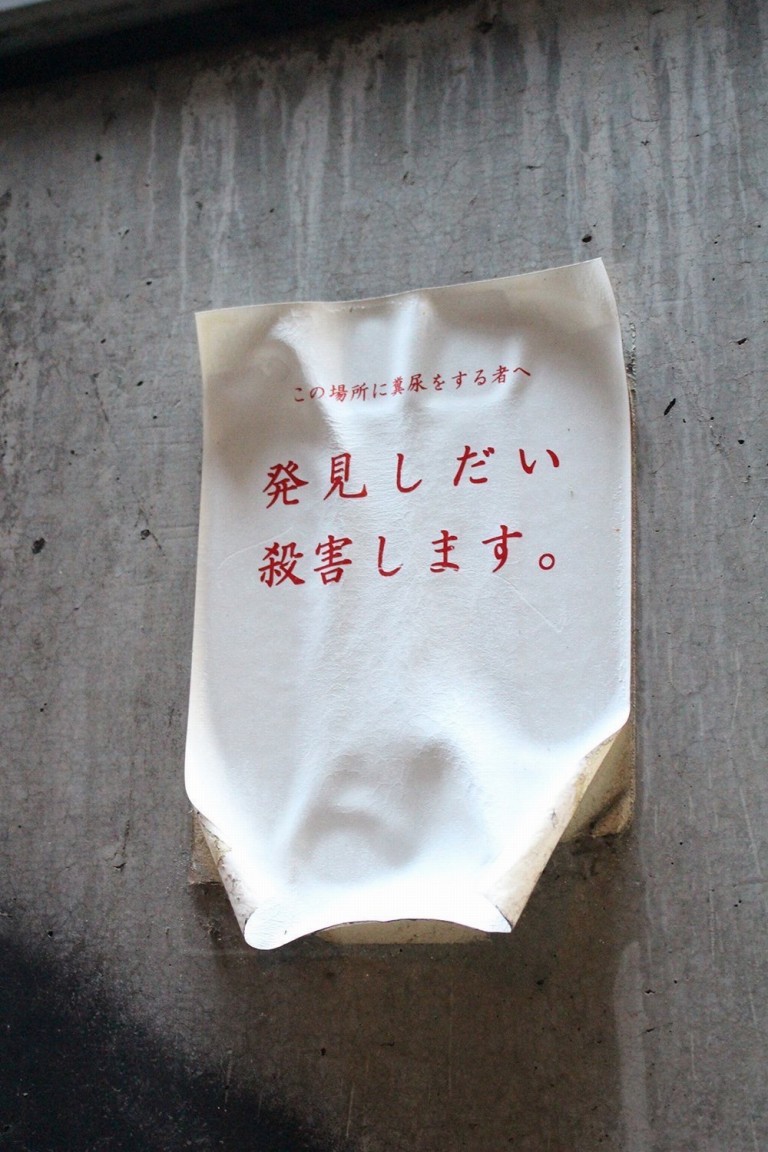 この場所に糞尿をする者へ
発見しだい
殺害します。